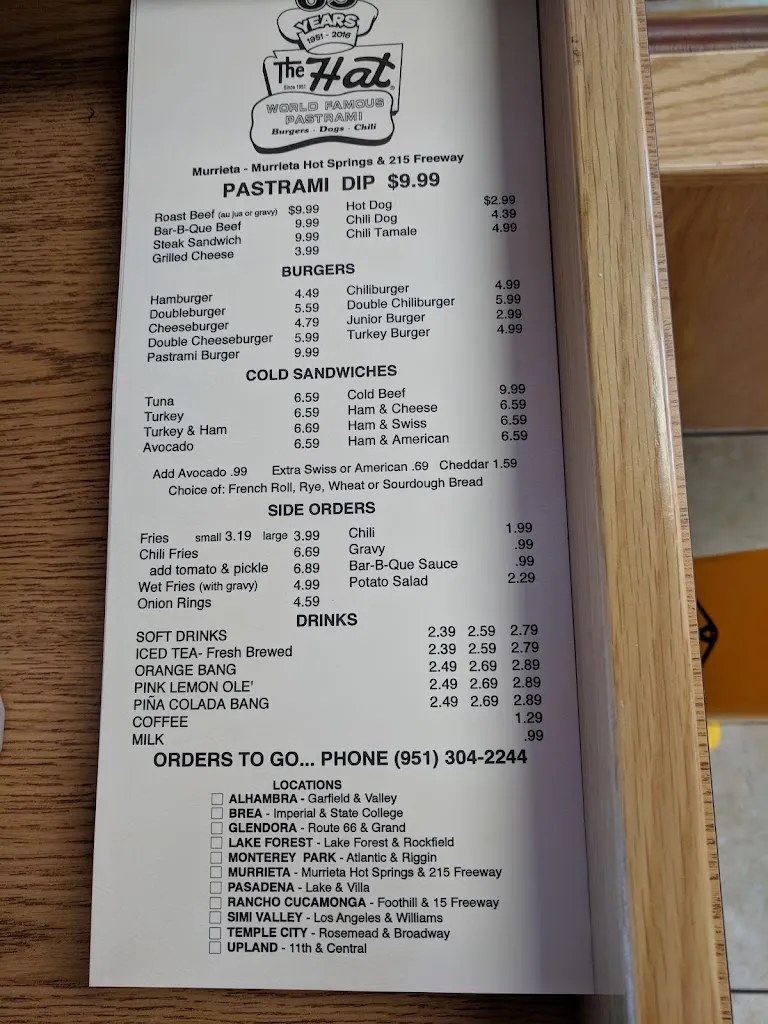 65
YEARS
1951 - 2016
The Hat
Since 1951
WORLD FAMOUS
PASTRAMI
Burgers · Dogs · Chili
Murrieta - Murrieta Hot Springs & 215 Freeway
PASTRAMI DIP $9.99
Roast Beef (au jus or gravy) $9.99 Hot Dog $2.99
Bar-B-Que Beef 9.99 Chili Dog 4.39
Steak Sandwich 9.99 Chili Tamale 4.99
Grilled Cheese 3.99
BURGERS
Hamburger 4.49 Chiliburger 4.99
Doubleburger 5.59 Double Chiliburger 5.99
Cheeseburger 4.79 Junior Burger 2.99
Double Cheeseburger 5.99 Turkey Burger 4.99
Pastrami Burger 9.99
COLD SANDWICHES
Tuna 6.59 Cold Beef 9.99
Turkey 6.59 Ham & Cheese 6.59
Turkey & Ham 6.69 Ham & Swiss 6.59
Avocado 6.59 Ham & American 6.59
Add Avocado .99 Extra Swiss or American .69 Cheddar 1.59
Choice of: French Roll, Rye, Wheat or Sourdough Bread
SIDE ORDERS
Fries small 3.19 large 3.99 Chili 1.99
Chili Fries 6.69 Gravy .99
add tomato & pickle 6.89 Bar-B-Que Sauce .99
Wet Fries (with gravy) 4.99 Potato Salad 2.29
Onion Rings 4.59
DRINKS
SOFT DRINKS 2.39 2.59 2.79
ICED TEA- Fresh Brewed 2.39 2.59 2.79
ORANGE BANG 2.49 2.69 2.89
PINK LEMON OLE' 2.49 2.69 2.89
PIÑA COLADA BANG 2.49 2.69 2.89
COFFEE 1.29
MILK .99
ORDERS TO GO... PHONE (951) 304-2244
LOCATIONS
ALHAMBRA - Garfield & Valley
BREA - Imperial & State College
GLENDORA - Route 66 & Grand
LAKE FOREST - Lake Forest & Rockfield
MONTEREY PARK - Atlantic & Riggin
MURRIETA - Murrieta Hot Springs & 215 Freeway
PASADENA - Lake & Villa
RANCHO CUCAMONGA - Foothill & 15 Freeway
SIMI VALLEY - Los Angeles & Williams
TEMPLE CITY - Rosemead & Broadway
UPLAND - 11th & Central